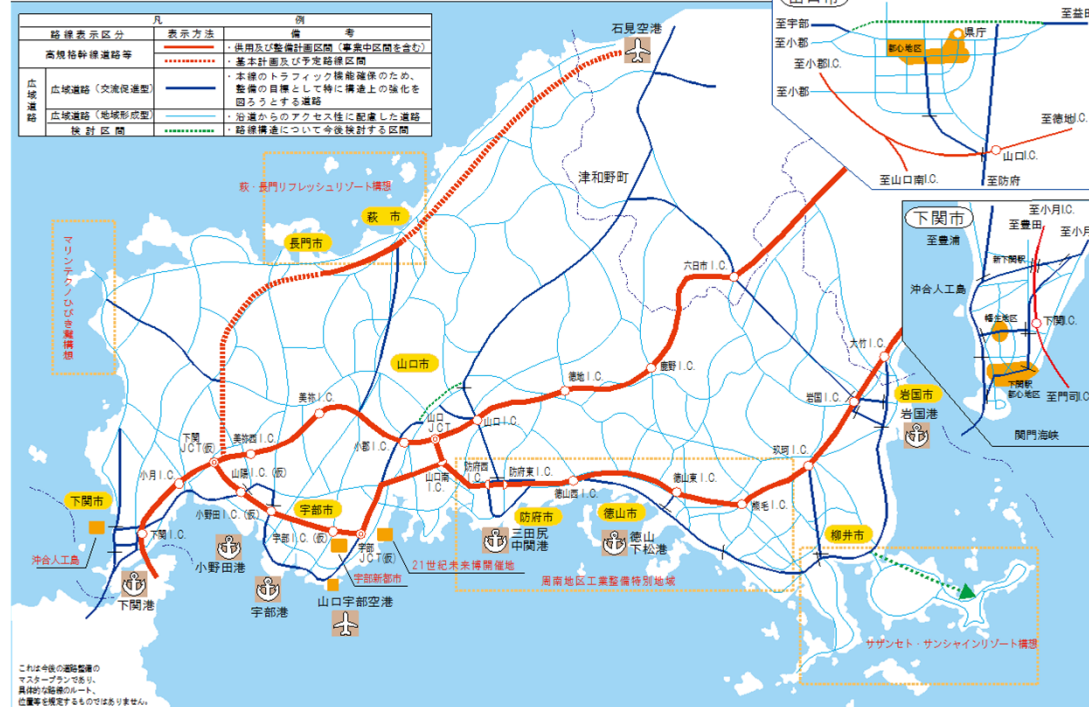 凡例
路線表示区分 表示方法 備考
高規格幹線道路等
・供用及び整備計画区間(事業中区間を含む)
・基本計画及び予定路線区間
広域道路
広域道路(交流促進型)
・本線のトラフィック機能確保のため、
整備の目標として特に構造上の強化を
図ろうとする道路
広域道路(地域形成型)
・沿道からのアクセス性に配慮した道路
検討区間
・路線構造について今後検討する区間
石見空港
山口市
至宇部
至益田
県庁
至小郡
都心地区
至小郡I.C.
至小郡
至徳地I.C.
山口I.C.
至山口南I.C.
至防府
萩・長門リフレッシュリゾート構想
津和野町
萩市
長門市
マリンテクノひびき灘構想
下関市
至小月I.C.
至豊田
至小月
至豊浦
新下関駅
沖合人工島
幡生地区
下関I.C.
下関駅
都心地区
至門司I.C.
関門海峡
六日市I.C.
大竹I.C.
山口市
鹿野I.C.
徳地I.C.
岩国I.C.
岩国市
岩国港
美祢I.C.
山口JCT
山口I.C.
小郡I.C.
下関JCT(仮)
美祢西I.C.
玖珂I.C.
小月I.C.
山陽I.C.(仮)
山口南I.C.
防府西I.C.
防府東I.C.
徳山西I.C.
徳山東I.C.
熊毛I.C.
下関市
宇部市
小野田I.C.(仮)
防府市
徳山市
柳井市
下関I.C.
宇部I.C.(仮)
宇部JCT(仮)
三田尻
中関港
徳山
下松港
沖合人工島
小野田港
21世紀未来博開催地
宇部新都市
周南地区工業整備特別地域
下関港
宇部港
山口宇部空港
サザンセト・サンシャインリゾート構想
これは今後の道路整備の
マスタープランであり、
具体的な路線のルート、
位置等を規定するものではありません。